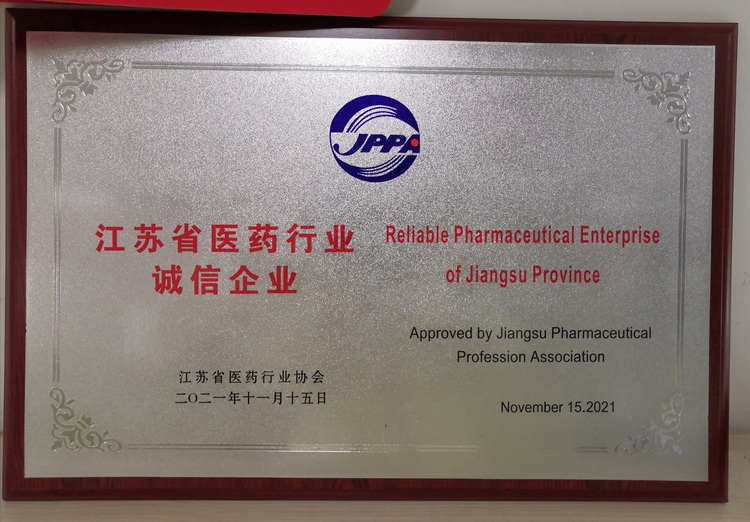 JPPA
江苏省医药行业
诚信企业
江苏省医药行业协会
二〇二一年十一月十五日
Reliable Pharmaceutical Enterprise
of Jiangsu Province
Approved by Jiangsu Pharmaceutical
Profession Association
November 15.2021